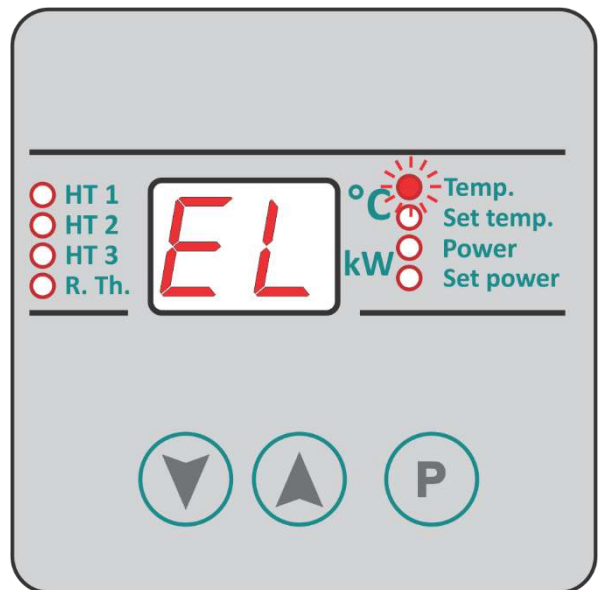 HT 1
HT 2
HT 3
R. Th.
EL
°C
kW
Temp.
Set temp.
Power
Set power
P